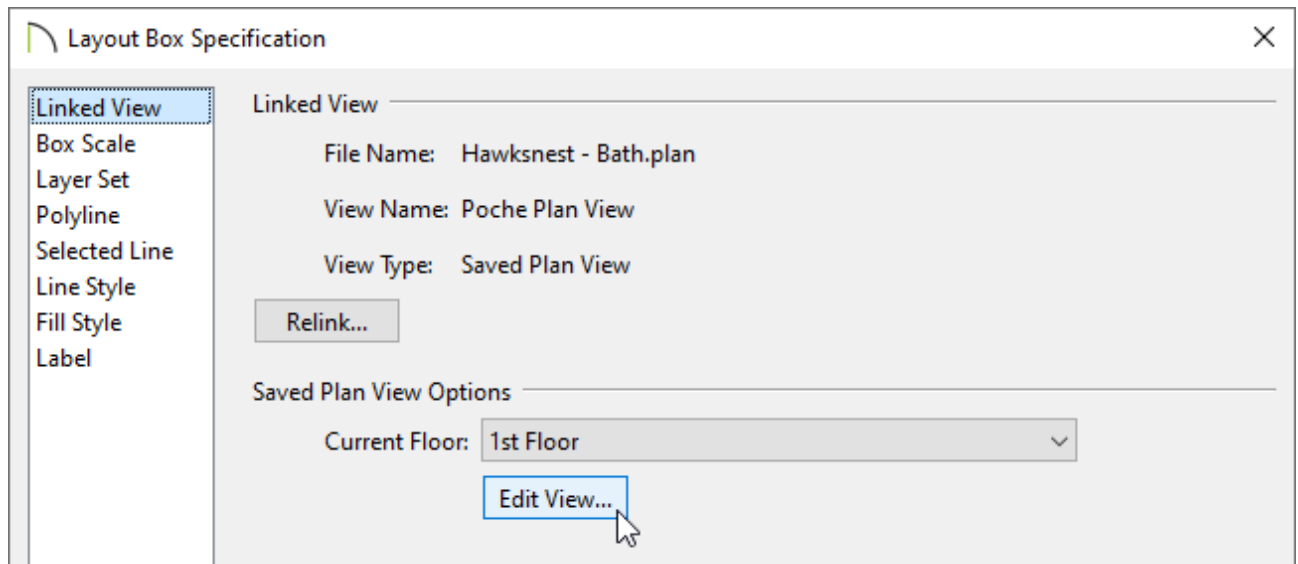 Layout Box Specification
Linked View
Box Scale
Layer Set
Polyline
Selected Line
Line Style
Fill Style
Label
Linked View
File Name: Hawksnest - Bath.plan
View Name: Poche Plan View
View Type: Saved Plan View
Relink...
Saved Plan View Options
Current Floor: 1st Floor
Edit View...